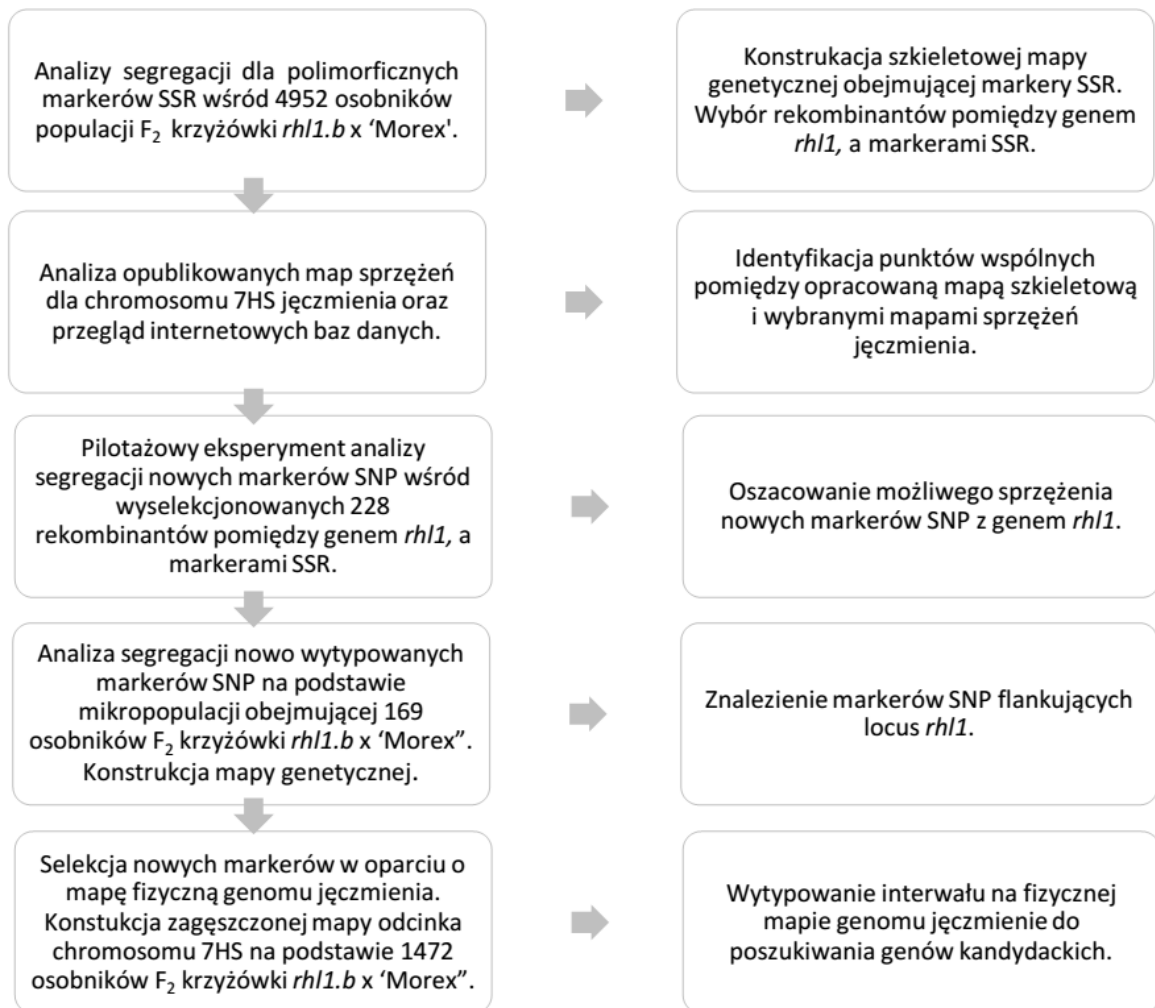 Analizy segregacji dla polimorficznych
markerów SSR wśród 4952 osobników
populacji F₂ krzyżówki rhl1.b x ‘Morex'.
Konstrukacja szkieletowej mapy
genetycznej obejmującej markery SSR.
Wybór rekombinantów pomiędzy genem
rhl1, a markerami SSR.
Analiza opublikowanych map sprzężeń
dla chromosomu 7HS jęczmienia oraz
przegląd internetowych baz danych.
Identyfikacja punktów wspólnych
pomiędzy opracowaną mapą szkieletową
i wybranymi mapami sprzężeń
jęczmienia.
Pilotażowy eksperyment analizy
segregacji nowych markerów SNP wśród
wyselekcjonowanych 228
rekombinantów pomiędzy genem rhl1, a
markerami SSR.
Oszacowanie możliwego sprzężenia
nowych markerów SNP z genem rhl1.
Analiza segregacji nowo wytypowanych
markerów SNP na podstawie
mikropopulacji obejmującej 169
osobników F₂ krzyżówki rhl1.b x ‘Morex”.
Konstrukcja mapy genetycznej.
Znalezienie markerów SNP flankujących
locus rhl1.
Selekcja nowych markerów w oparciu o
mapę fizyczną genomu jęczmienia.
Konstukcja zagęszczonej mapy odcinka
chromosomu 7HS na podstawie 1472
osobników F₂ krzyżówki rhl1.b x ‘Morex”.
Wytypowanie interwału na fizycznej
mapie genomu jęczmienie do
poszukiwania genów kandydackich.